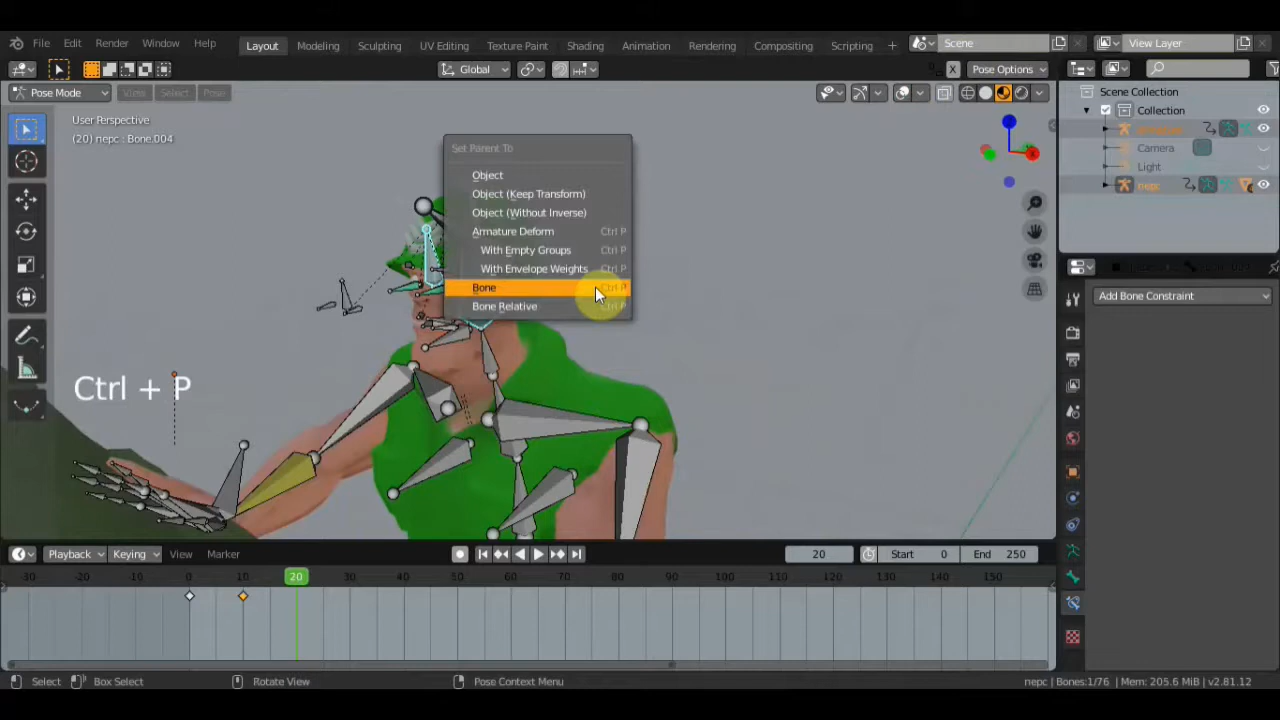 File Edit Render Window Help Layout Modeling Sculpting UV Editing Texture Paint Shading Animation Rendering Compositing Scripting + Scene View Layer
Global X Pose Options
Pose Mode View Select Pose
User Perspective
(20) nepc : Bone.004
Scene Collection
Collection
Camera
Light
nepc
Set Parent To
Object
Object (Keep Transform)
Object (Without Inverse)
Armature Deform Ctrl P
With Empty Groups Ctrl P
With Envelope Weights Ctrl P
Bone Ctrl P
Bone Relative Ctrl P
Add Bone Constraint
Ctrl + P
Playback Keying View Marker 20 Start 0 End 250
-30 -20 -10 0 10 20 30 40 50 60 70 80 90 100 110 120 130 140 150
Select Box Select Rotate View Pose Context Menu nepc | Bones:1/76 | Mem: 205.6 MiB | v2.81.12